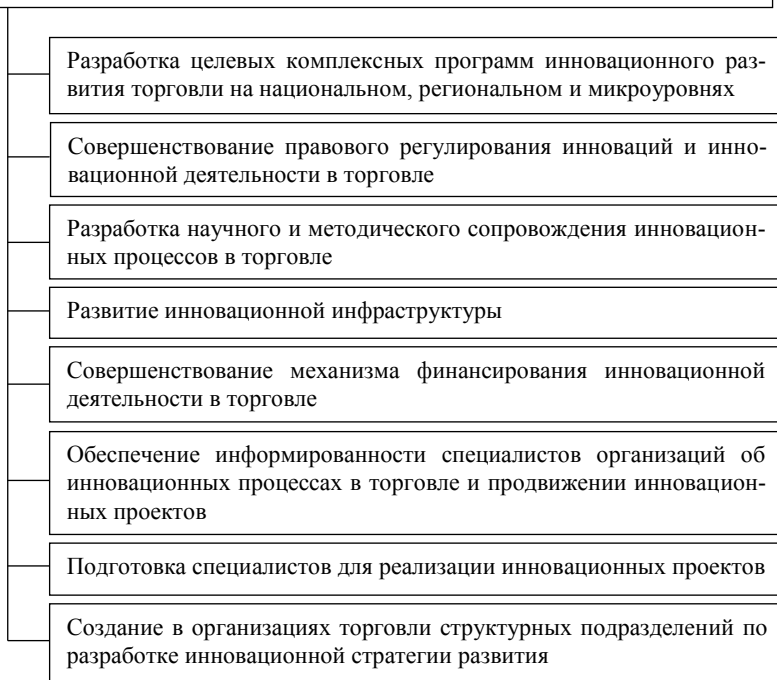 Разработка целевых комплексных программ инновационного раз-
вития торговли на национальном, региональном и микроуровнях
Совершенствование правового регулирования инноваций и инно-
вационной деятельности в торговле
Разработка научного и методического сопровождения инновацион-
ных процессов в торговле
Развитие инновационной инфраструктуры
Совершенствование механизма финансирования инновационной
деятельности в торговле
Обеспечение информированности специалистов организаций об
инновационных процессах в торговле и продвижении инновацион-
ных проектов
Подготовка специалистов для реализации инновационных проектов
Создание в организациях торговли структурных подразделений по
разработке инновационной стратегии развития